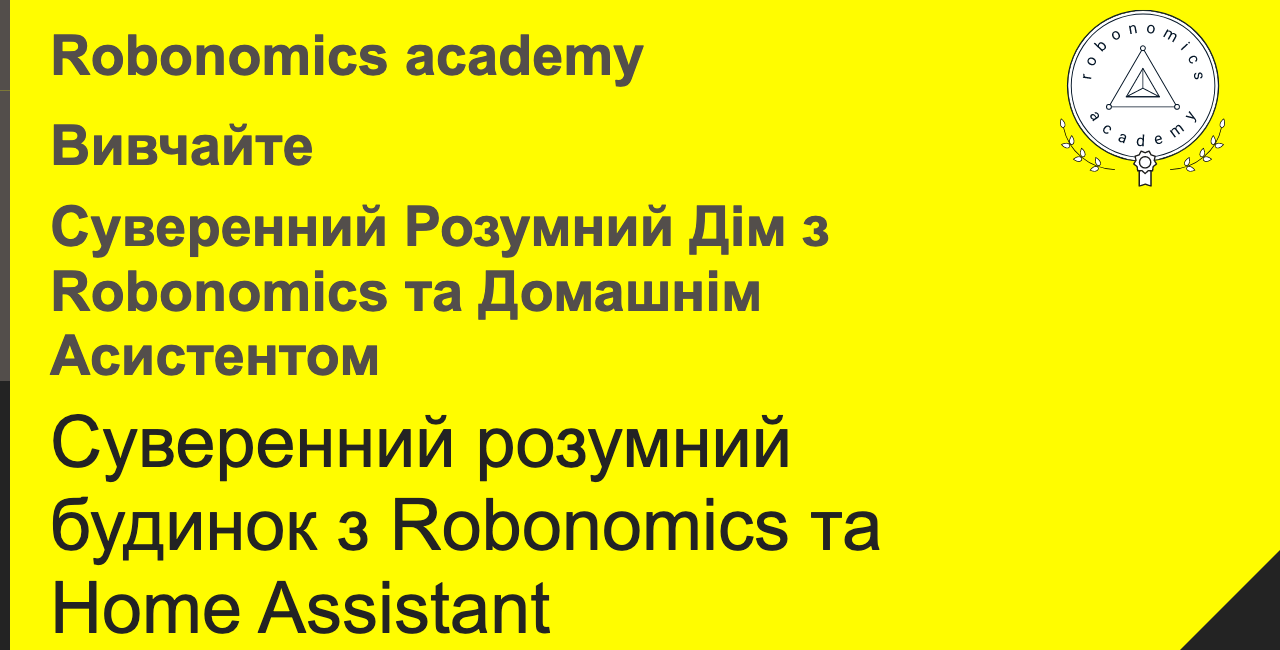 Robonomics academy
Вивчайте
Суверенний Розумний Дім з
Robonomics та Домашнім
Асистентом
Суверенний розумний
будинок з Robonomics та
Home Assistant
robonomics
academy